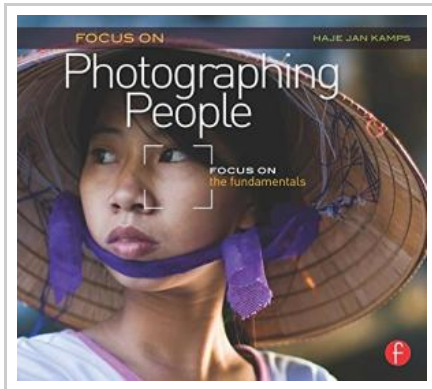 FOCUS ON
HAJE JAN KAMPS
Photographing
People
FOCUS ON
the fundamentals